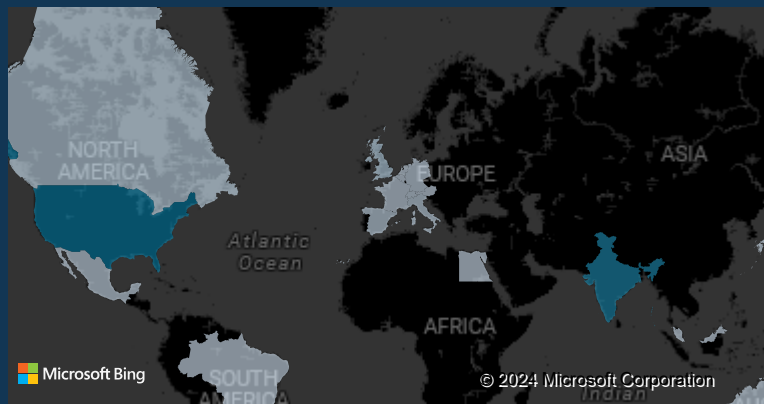 NORTH
AMERICA
EUROPE
ASIA
Atlantic
Ocean
AFRICA
SOUTH
AMERICA
Microsoft Bing
© 2024 Microsoft Corporation
Indian